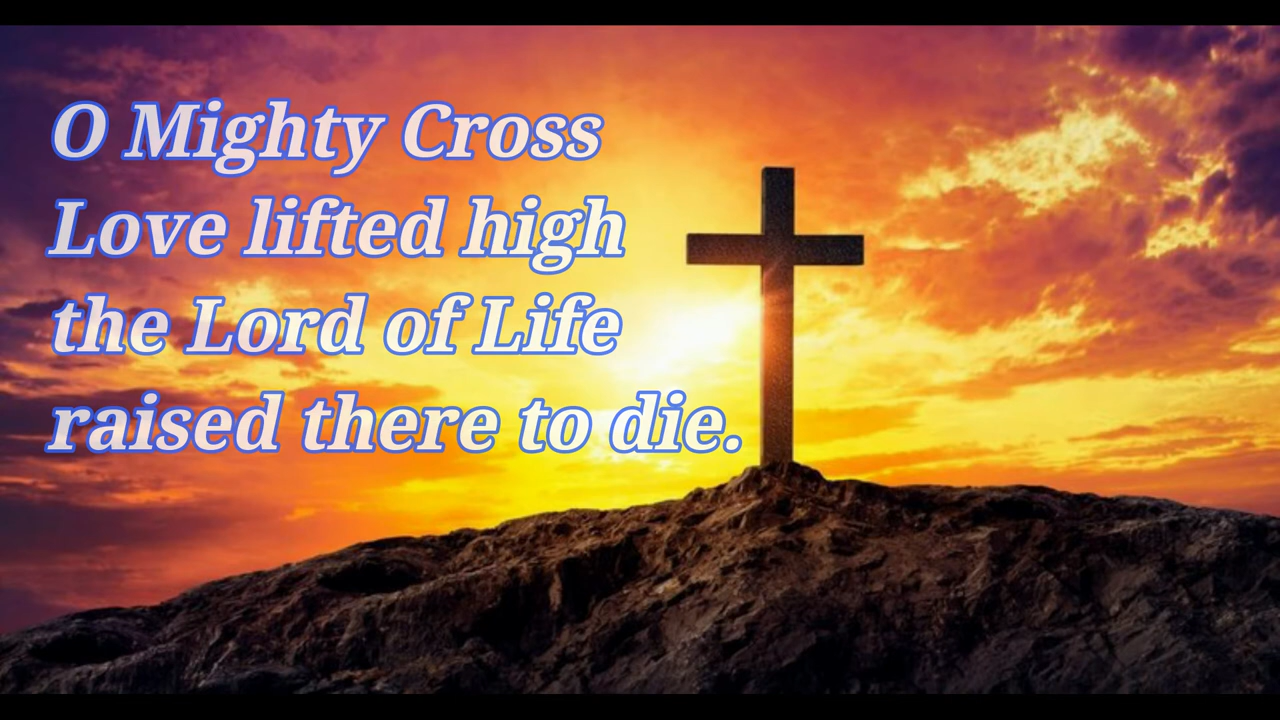 O Mighty Cross
Love lifted high
the Lord of Life
raised there to die.